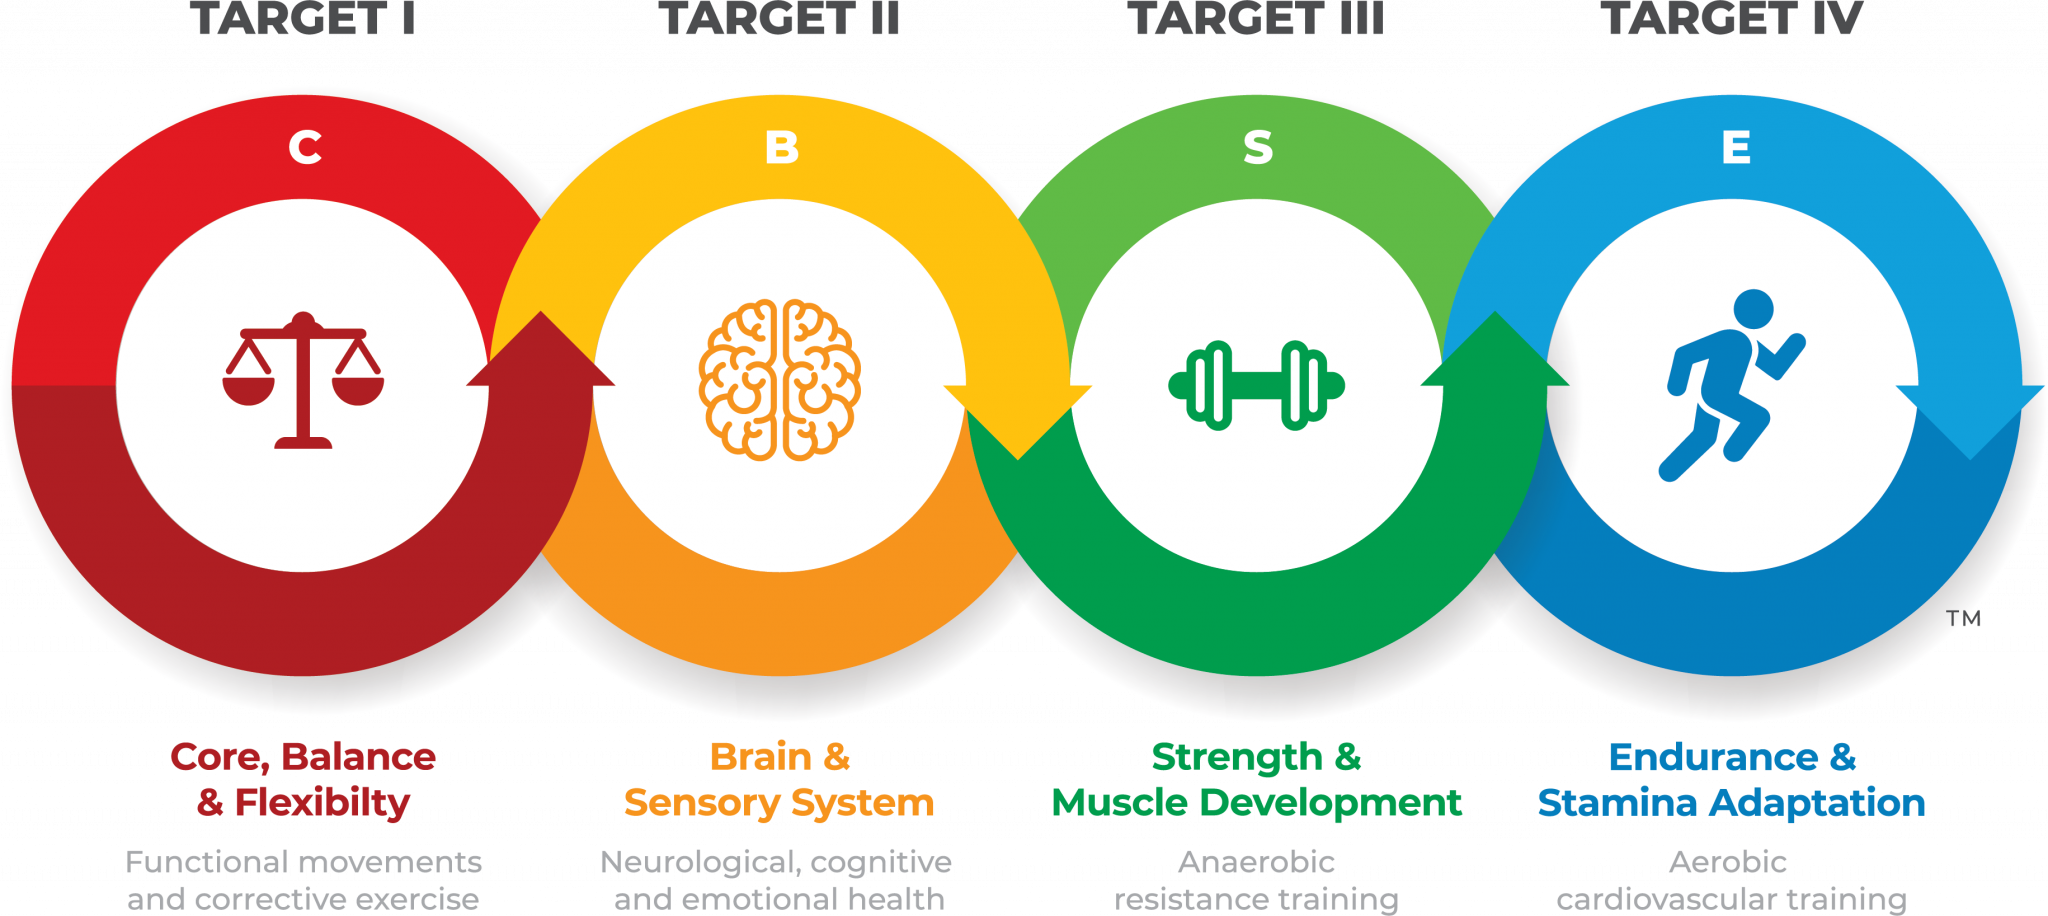 TARGET I
TARGET II
TARGET III
TARGET IV
C
B
S
E
TM
Core, Balance
& Flexibilty
Functional movements
and corrective exercise
Brain &
Sensory System
Neurological, cognitive
and emotional health
Strength &
Muscle Development
Anaerobic
resistance training
Endurance &
Stamina Adaptation
Aerobic
cardiovascular training